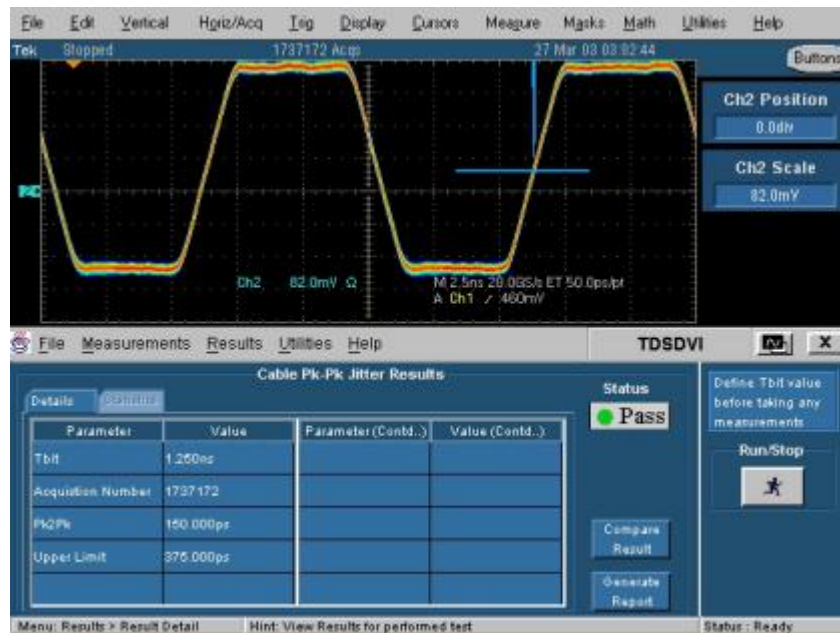 File Edit Vertical Horiz/Acq Trig Display Cursors Measure Masks Math Utilities Help
Tek Stopped 1737172 Acqs 27 Mar 03 03:02:44
Buttons
Ch2 Position
0.0div
Ch2 Scale
82.0mV
Ch2 82.0mV Ω M 2.5ns 20.0GS/s ET 50.0ps/pt
A Ch1 / 460mV
File Measurements Results Utilities Help TDSDVI X
Cable Pk-Pk Jitter Results
Details Statistics
Status
Pass
Define Tbit value
before taking any
measurements
Parameter Value Parameter(Contd..) Value (Contd..)
Tbit 1.250ns
Acquistion Number 1737172
Pk2Pk 150.000ps
Upper Limit 375.000ps
Run/Stop
Compare
Result
Generate
Report
Menu: Results > Result Detail Hint: View Results for performed test Status : Ready